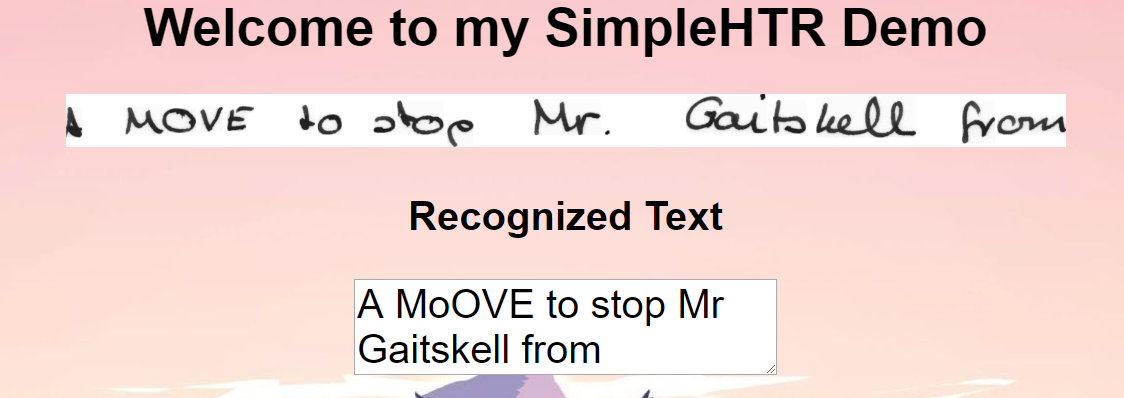 Welcome to my SimpleHTR Demo
A MOVE to stop Mr. Gaitskell from
Recognized Text
A MoOVE to stop Mr
Gaitskell from